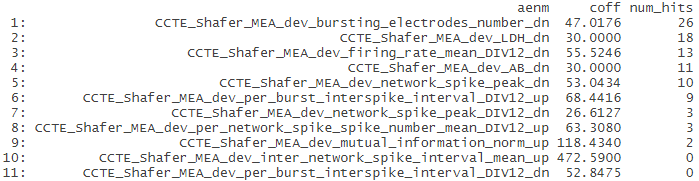 aenm coff num_hits
1: CCTE_Shafer_MEA_dev_bursting_electrodes_number_dn 47.0176 26
2: CCTE_Shafer_MEA_dev_LDH_dn 30.0000 18
3: CCTE_Shafer_MEA_dev_firing_rate_mean_DIV12_dn 55.5246 13
4: CCTE_Shafer_MEA_dev_AB_dn 30.0000 11
5: CCTE_Shafer_MEA_dev_network_spike_peak_dn 53.0434 10
6: CCTE_Shafer_MEA_dev_per_burst_interspike_interval_DIV12_up 68.4416 9
7: CCTE_Shafer_MEA_dev_network_spike_peak_DIV12_dn 26.6127 3
8: CCTE_Shafer_MEA_dev_per_network_spike_spike_number_mean_DIV12_up 63.3080 3
9: CCTE_Shafer_MEA_dev_mutual_information_norm_up 118.4340 2
10: CCTE_Shafer_MEA_dev_inter_network_spike_interval_mean_up 472.5900 0
11: CCTE_Shafer_MEA_dev_per_burst_interspike_interval_DIV12_dn 52.8475 0